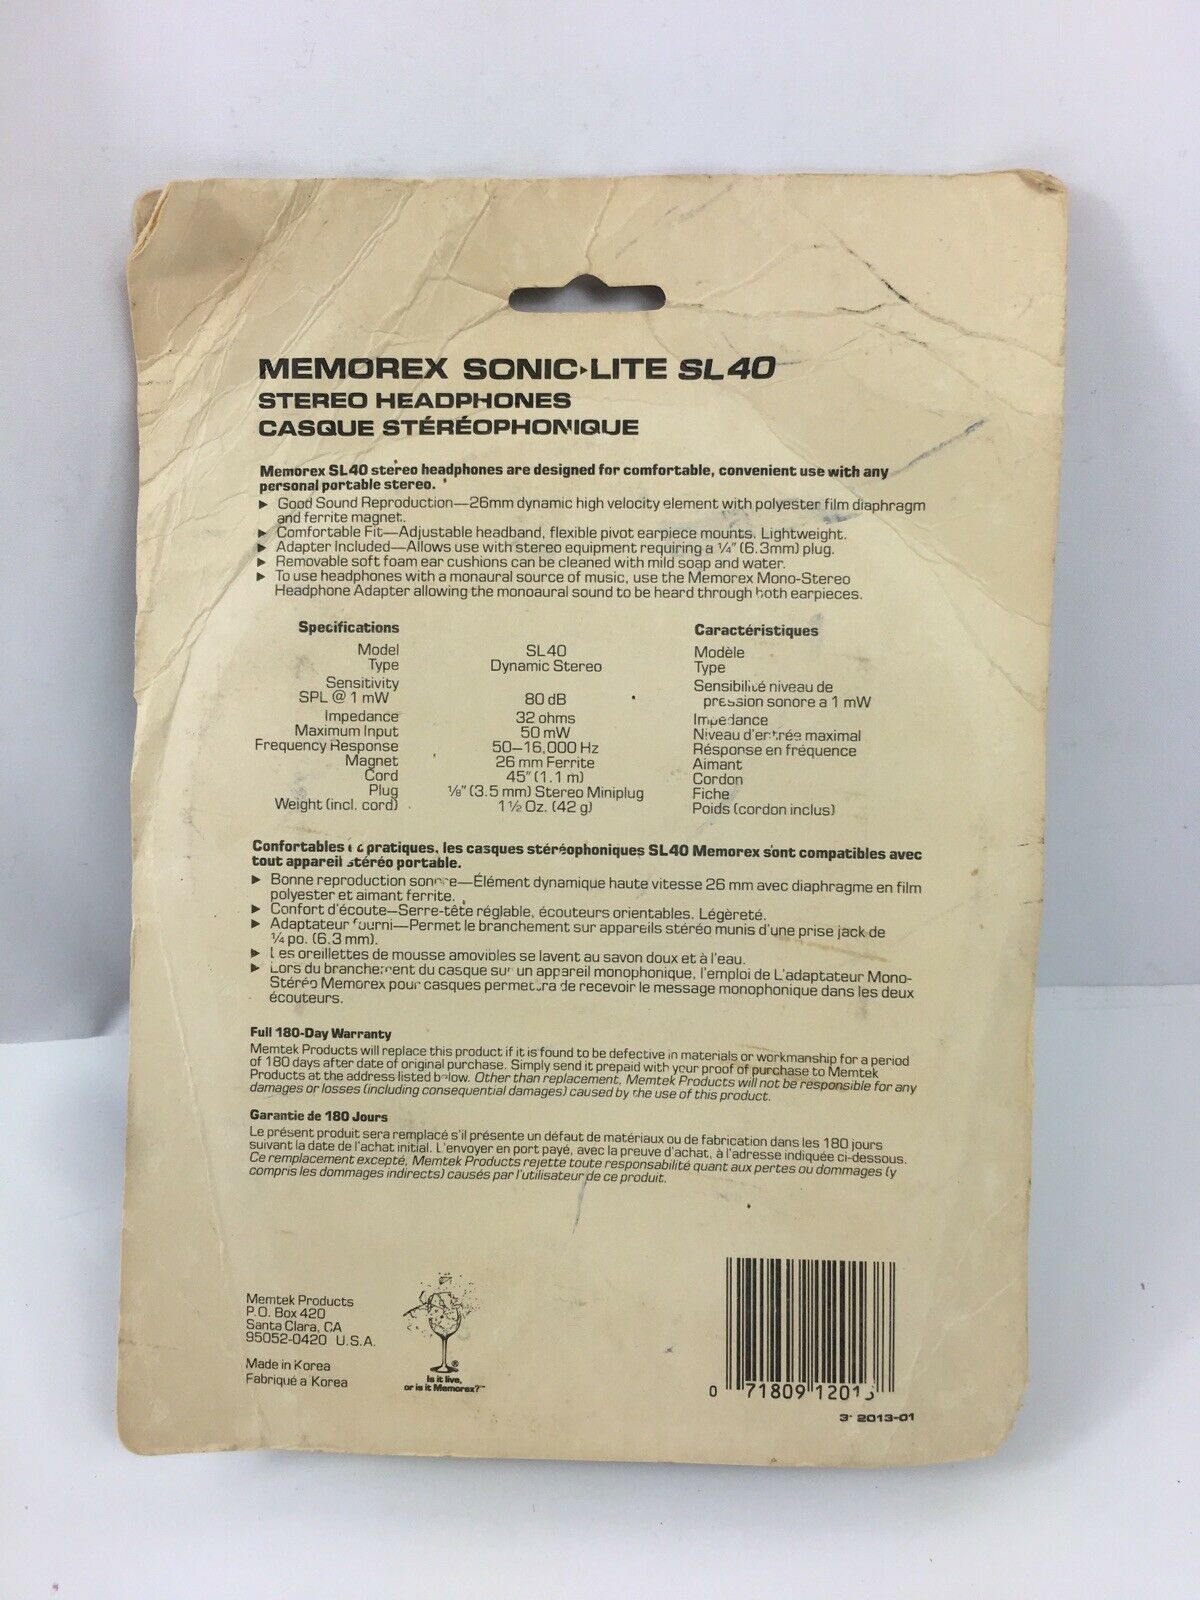 MEMOREX SONIC▸LITE SL40
STEREO HEADPHONES
CASQUE STÉRÉOPHONIQUE
Memorex SL40 stereo headphones are designed for comfortable, convenient use with any
personal portable stereo.
▸ Good Sound Reproduction—26mm dynamic high velocity element with polyester film diaphragm
and ferrite magnet.
▸ Comfortable Fit—Adjustable headband, flexible pivot earpiece mounts. Lightweight.
▸ Adapter Included—Allows use with stereo equipment requiring a ¼" (6.3mm) plug.
▸ Removable soft foam ear cushions can be cleaned with mild soap and water.
▸ To use headphones with a monaural source of music, use the Memorex Mono-Stereo
Headphone Adapter allowing the monoaural sound to be heard through both earpieces.
Specifications Caractéristiques
Model SL40 Modèle
Type Dynamic Stereo Type
Sensitivity Sensibilité niveau de
SPL @ 1 mW 80 dB pression sonore a 1 mW
Impedance 32 ohms Impedance
Maximum Input 50 mW Niveau d'entrée maximal
Frequency Response 50–16,000 Hz Résponse en fréquence
Magnet 26 mm Ferrite Aimant
Cord 45" (1.1 m) Cordon
Plug ⅛" (3.5 mm) Stereo Miniplug Fiche
Weight (incl. cord) 1½ Oz. (42 g) Poids (cordon inclus)
Confortables pratiques, les casques stéréophoniques SL40 Memorex sont compatibles avec
tout appareil stéréo portable.
▸ Bonne reproduction sonore—Élément dynamique haute vitesse 26 mm avec diaphragme en film
polyester et aimant ferrite.
▸ Confort d'écoute—Serre-tête réglable, écouteurs orientables. Légèreté.
▸ Adaptateur fourni—Permet le branchement sur appareils stéréo munis d'une prise jack de
¼ po. (6.3 mm).
▸ Les oreillettes de mousse amovibles se lavent au savon doux et à l'eau.
▸ Lors du branchement du casque sur un appareil monophonique, l'emploi de L'adaptateur Mono-
Stéréo Memorex pour casques permettra de recevoir le message monophonique dans les deux
écouteurs.
Full 180-Day Warranty
Memtek Products will replace this product if it is found to be defective in materials or workmanship for a period
of 180 days after date of original purchase. Simply send it prepaid with your proof of purchase to Memtek
Products at the address listed below. Other than replacement, Memtek Products will not be responsible for any
damages or losses (including consequential damages) caused by the use of this product.
Garantie de 180 Jours
Le présent produit sera remplacé s'il présente un défaut de matériaux ou de fabrication dans les 180 jours
suivant la date de l'achat initial. L'envoyer en port payé, avec la preuve d'achat, à l'adresse indiquée ci-dessous.
Ce remplacement excepté, Memtek Products rejette toute responsabilité quant aux pertes ou dommages (y
compris les dommages indirects) causés par l'utilisateur de ce produit.
Memtek Products
P.O. Box 420
Santa Clara, CA
95052-0420 U.S.A.
Made in Korea
Fabriqué a Korea
®
Is it live,
or is it Memorex?™
0 71809 1201
2013-01